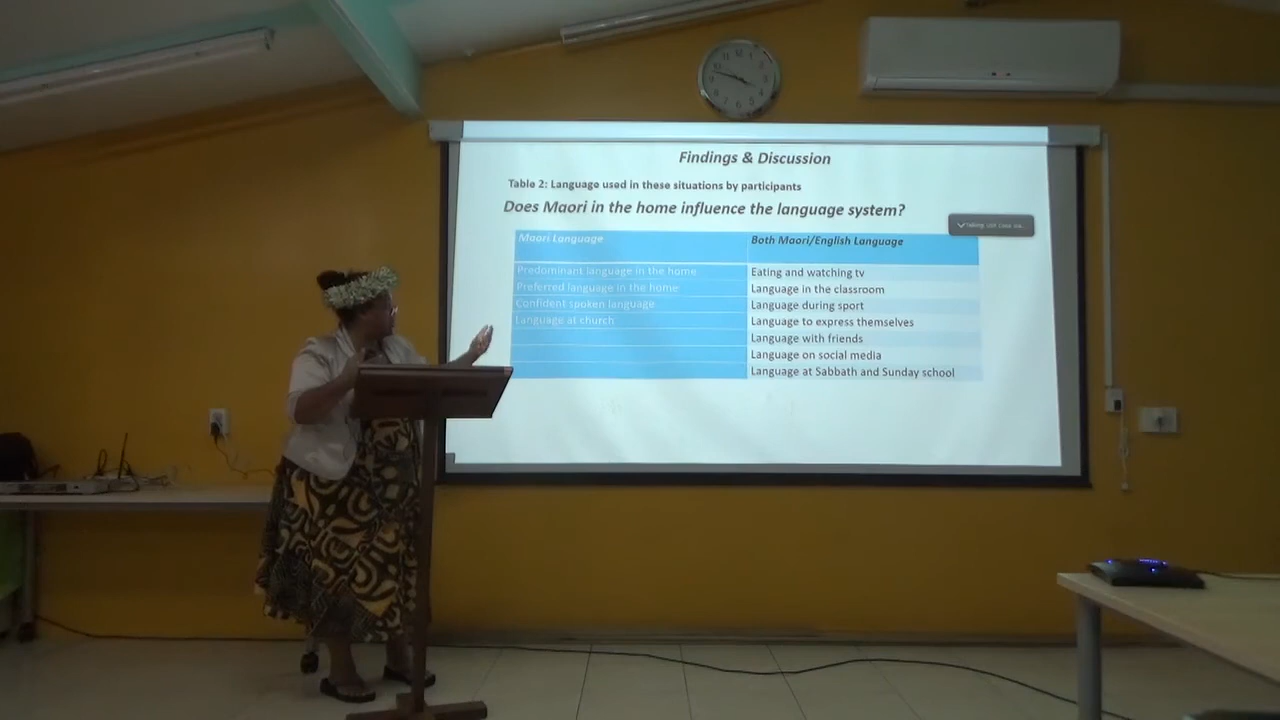 Findings & Discussion
Table 2: Language used in these situations by participants
Does Maori in the home influence the language system?
Maori Language
Both Maori/English Language
Predominant language in the home
Eating and watching tv
Preferred language in the home
Language in the classroom
Confident spoken language
Language during sport
Language at church
Language to express themselves
Language with friends
Language on social media
Language at Sabbath and Sunday school
Talking: